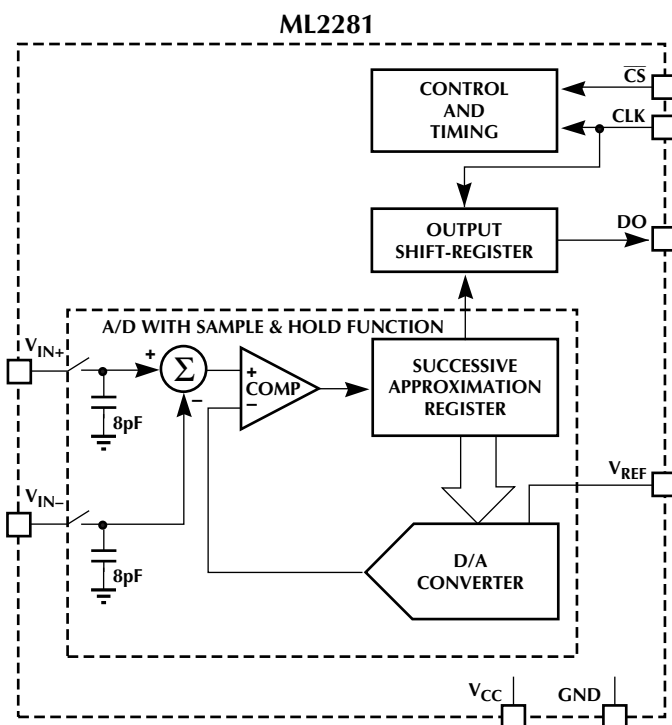 ML2281
CONTROL
AND
TIMING
C̅S̅
CLK
OUTPUT
SHIFT-REGISTER
DO
A/D WITH SAMPLE & HOLD FUNCTION
VIN+
+
Σ
−
+
COMP
−
SUCCESSIVE
APPROXIMATION
REGISTER
8pF
VIN−
VREF
8pF
D/A
CONVERTER
VCC
GND